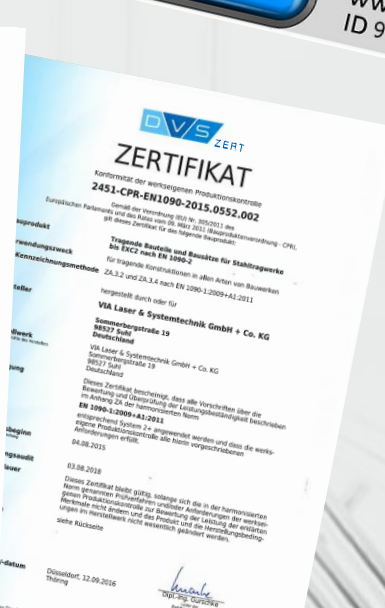 ID 9
DVS
ZERT
ZERTIFIKAT
Konformität der werkseigenen Produktionskontrolle
2451-CPR-EN1090-2015.0552.002
Gemäß der Verordnung (EU) Nr. 305/2011 des
Europäischen Parlaments und des Rates vom 09. März 2011 (Bauproduktenverordnung - CPR),
gilt dieses Zertifikat für das folgende Bauprodukt:
Tragende Bauteile und Bausätze für Stahltragwerke
bis EXC2 nach EN 1090-2
für tragende Konstruktionen in allen Arten von Bauwerken
Kennzeichnungsmethode
ZA.3.2 und ZA.3.4 nach EN 1090-1:2009+A1:2011
hergestellt durch oder für
VIA Laser & Systemtechnik GmbH + Co. KG
Sommerbergstraße 19
98527 Suhl
Deutschland
VIA Laser & Systemtechnik GmbH + Co. KG
Sommerbergstraße 19
98527 Suhl
Deutschland
Dieses Zertifikat bescheinigt, dass alle Vorschriften über die
Bewertung und Überprüfung der Leistungsbeständigkeit beschrieben
im Anhang ZA der harmonisierten Norm
EN 1090-1:2009+A1:2011
entsprechend System 2+ angewendet werden und dass die werks-
eigene Produktionskontrolle alle hierin vorgeschriebenen
Anforderungen erfüllt.
04.08.2015
03.08.2018
Dieses Zertifikat bleibt gültig, solange sich die in der harmonisierten
Norm genannten Prüfverfahren und/oder Anforderungen der werksei-
genen Produktionskontrolle zur Bewertung der Leistung der erklärten
Merkmale nicht ändern und das Produkt und die Herstellungsbeding-
ungen im Herstellwerk nicht wesentlich geändert werden.
siehe Rückseite
Düsseldorf, 12.09.2016
Thöring
Dipl.-Ing. Gurschke